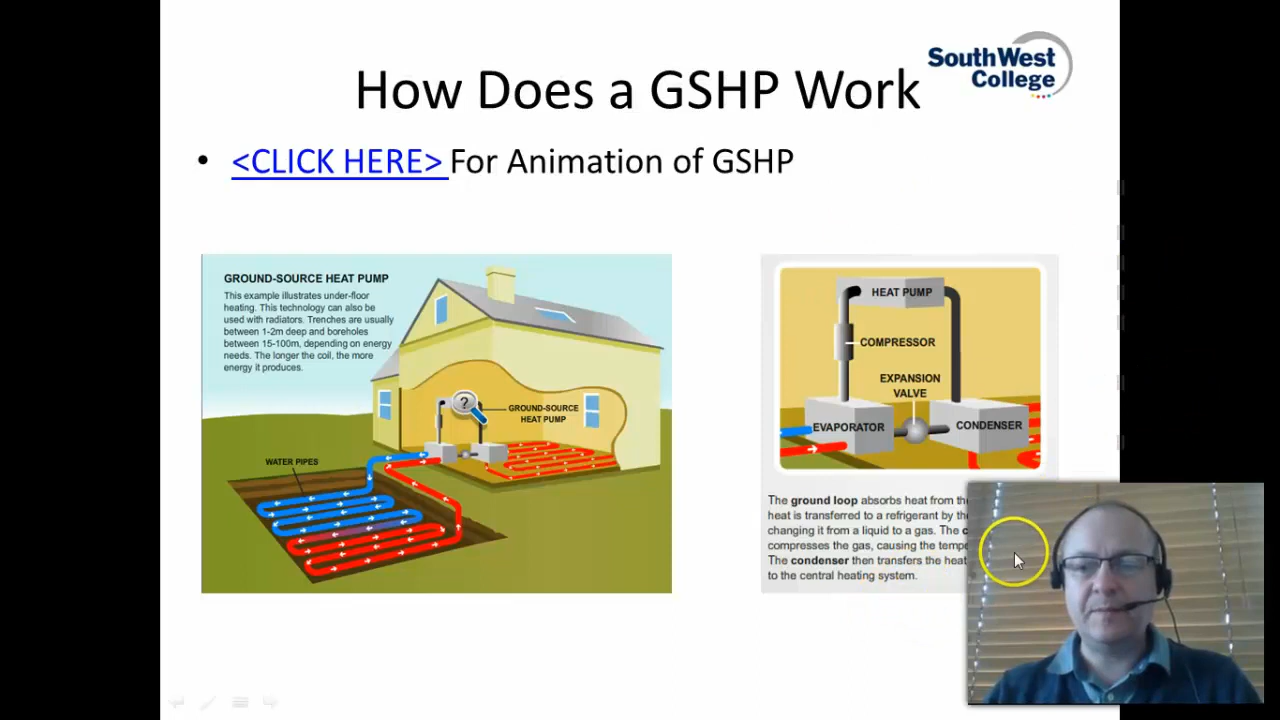 How Does a GSHP Work
SouthWest
College
• <CLICK HERE> For Animation of GSHP
GROUND-SOURCE HEAT PUMP
This example illustrates under-floor
heating. This technology can also be
used with radiators. Trenches are usually
between 1-2m deep and boreholes
between 15-100m, depending on energy
needs. The longer the coil, the more
energy it produces.
?
GROUND-SOURCE
HEAT PUMP
WATER PIPES
HEAT PUMP
COMPRESSOR
EXPANSION
VALVE
EVAPORATOR
CONDENSER
The ground loop absorbs heat from
heat is transferred to a refrigerant by
changing it from a liquid to a gas. The
compresses the gas, causing the
The condenser then transfers the heat
to the central heating system.